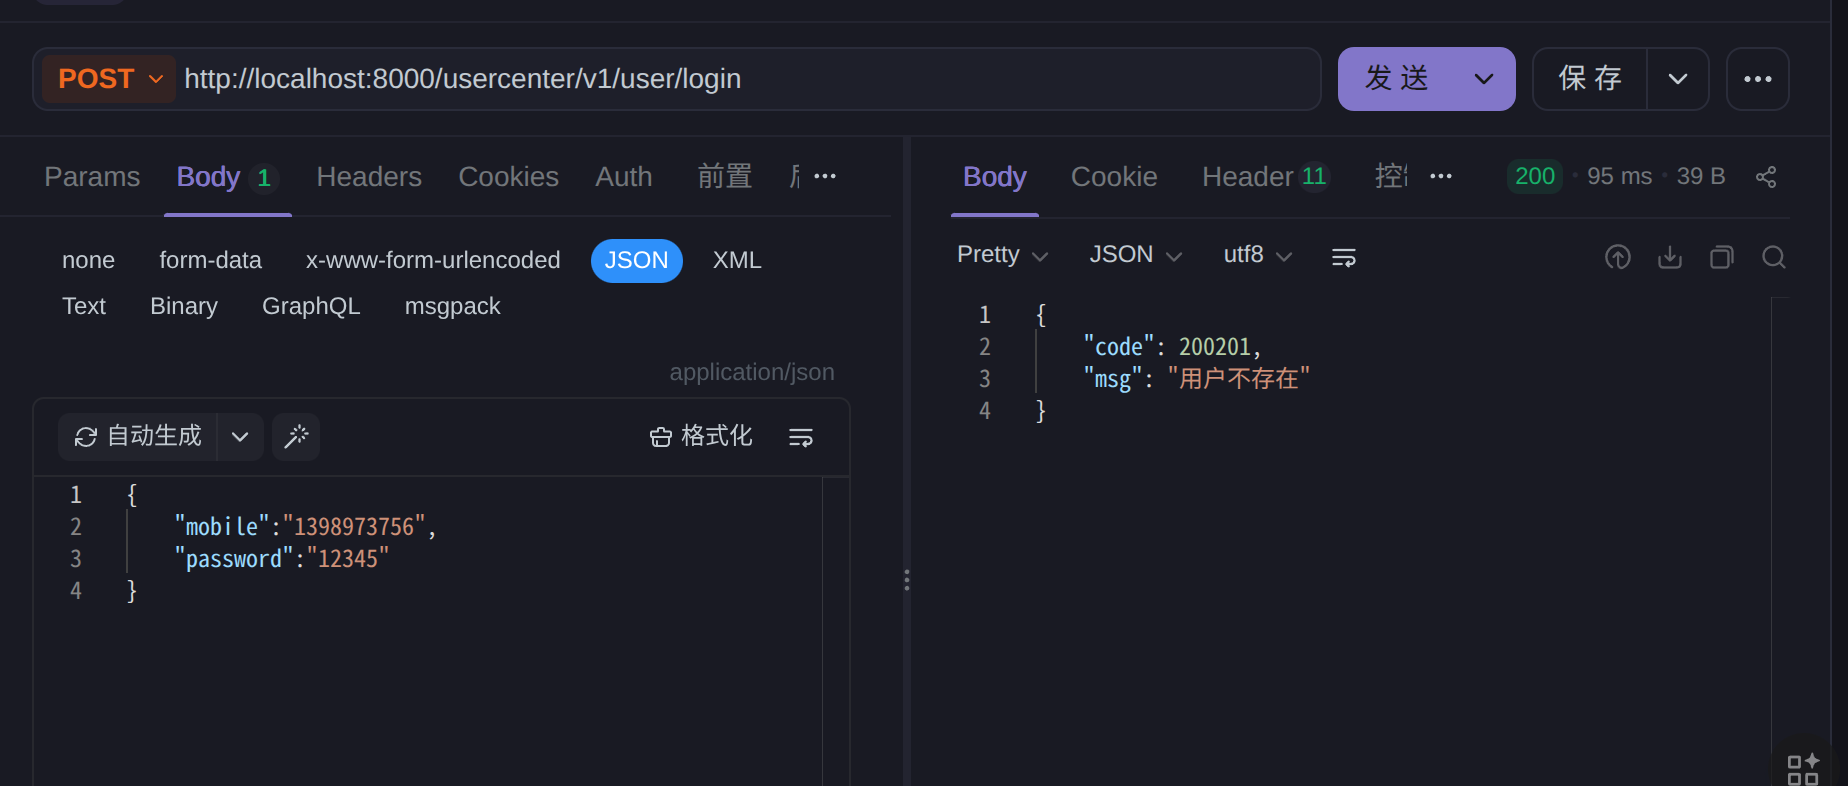 POST http://localhost:8000/usercenter/v1/user/login 发 送 保 存
Params Body 1 Headers Cookies Auth 前置
none form-data x-www-form-urlencoded JSON XML
Text Binary GraphQL msgpack
application/json
自动生成 格式化
1 {
2 "mobile":"1398973756",
3 "password":"12345"
4 }
Body Cookie Header 11 200 • 95 ms • 39 B
Pretty JSON utf8
1 {
2 "code": 200201,
3 "msg": "用户不存在"
4 }